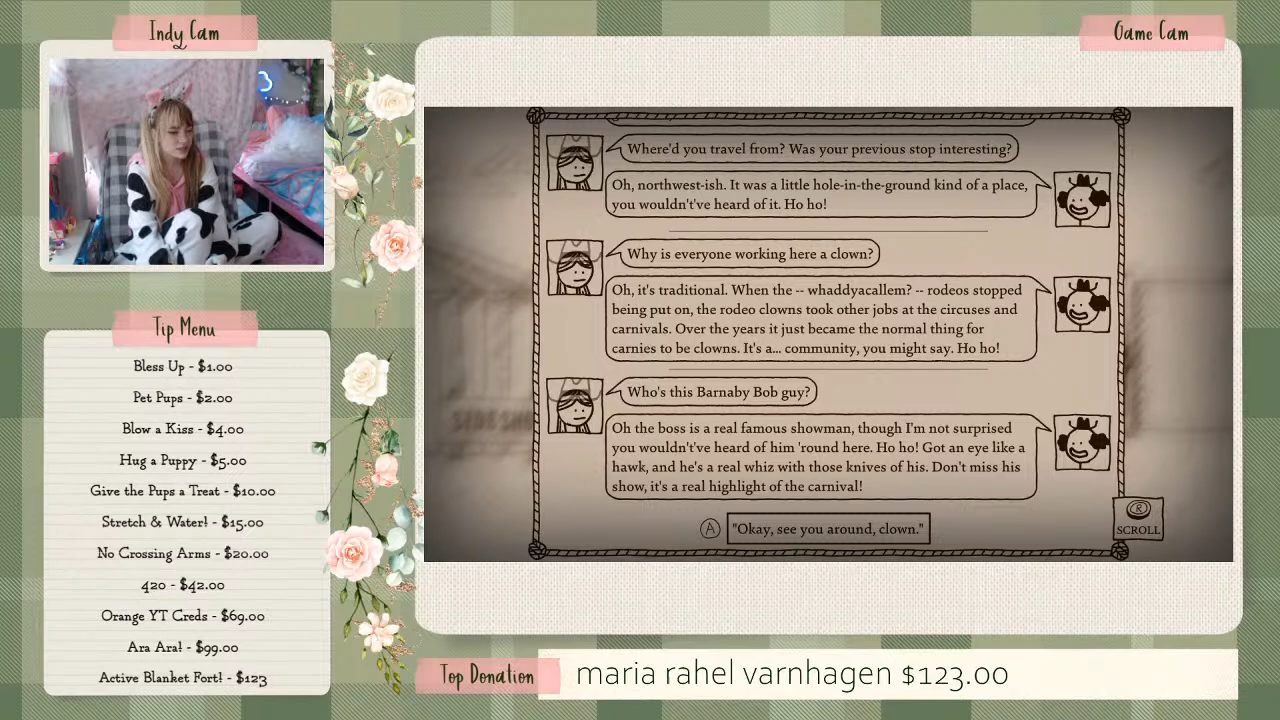 Indy Cam
Game Cam
3
Where'd you travel from? Was your previous stop interesting?
Oh, northwest-ish. It was a little hole-in-the-ground kind of a place,
you wouldn't've heard of it. Ho ho!
Why is everyone working here a clown?
Oh, it's traditional. When the -- whaddyacallem? -- rodeos stopped
being put on, the rodeo clowns took other jobs at the circuses and
carnivals. Over the years it just became the normal thing for
carnies to be clowns. It's a... community, you might say. Ho ho!
Who's this Barnaby Bob guy?
Oh the boss is a real famous showman, though I'm not surprised
you wouldn't've heard of him 'round here. Ho ho! Got an eye like a
hawk, and he's a real whiz with those knives of his. Don't miss his
show, it's a real highlight of the carnival!
A "Okay, see you around, clown."
R
SCROLL
SIDE SHO
Tip Menu
Bless Up - $1.00
Pet Pups - $2.00
Blow a Kiss - $4.00
Hug a Puppy - $5.00
Give the Pups a Treat - $10.00
Stretch & Water! - $15.00
No Crossing Arms - $20.00
420 - $42.00
Orange YT Creds - $69.00
Ara Ara! - $99.00
Active Blanket Fort! - $123
Top Donation
maria rahel varnhagen $123.00